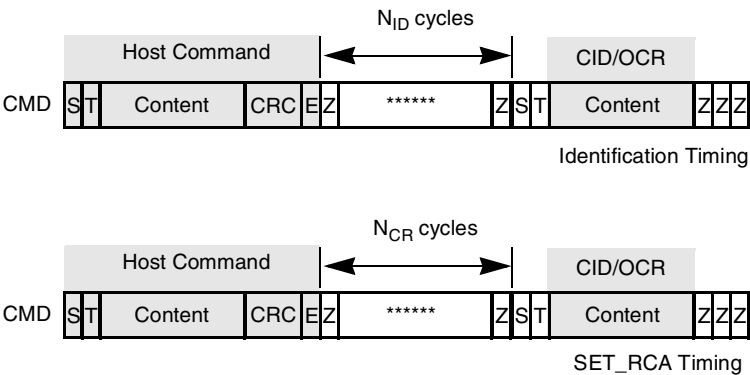 N_ID cycles
Host Command CID/OCR
CMD S T Content CRC E Z ****** Z S T Content Z Z Z
Identification Timing
N_CR cycles
Host Command CID/OCR
CMD S T Content CRC E Z ****** Z S T Content Z Z Z
SET_RCA Timing